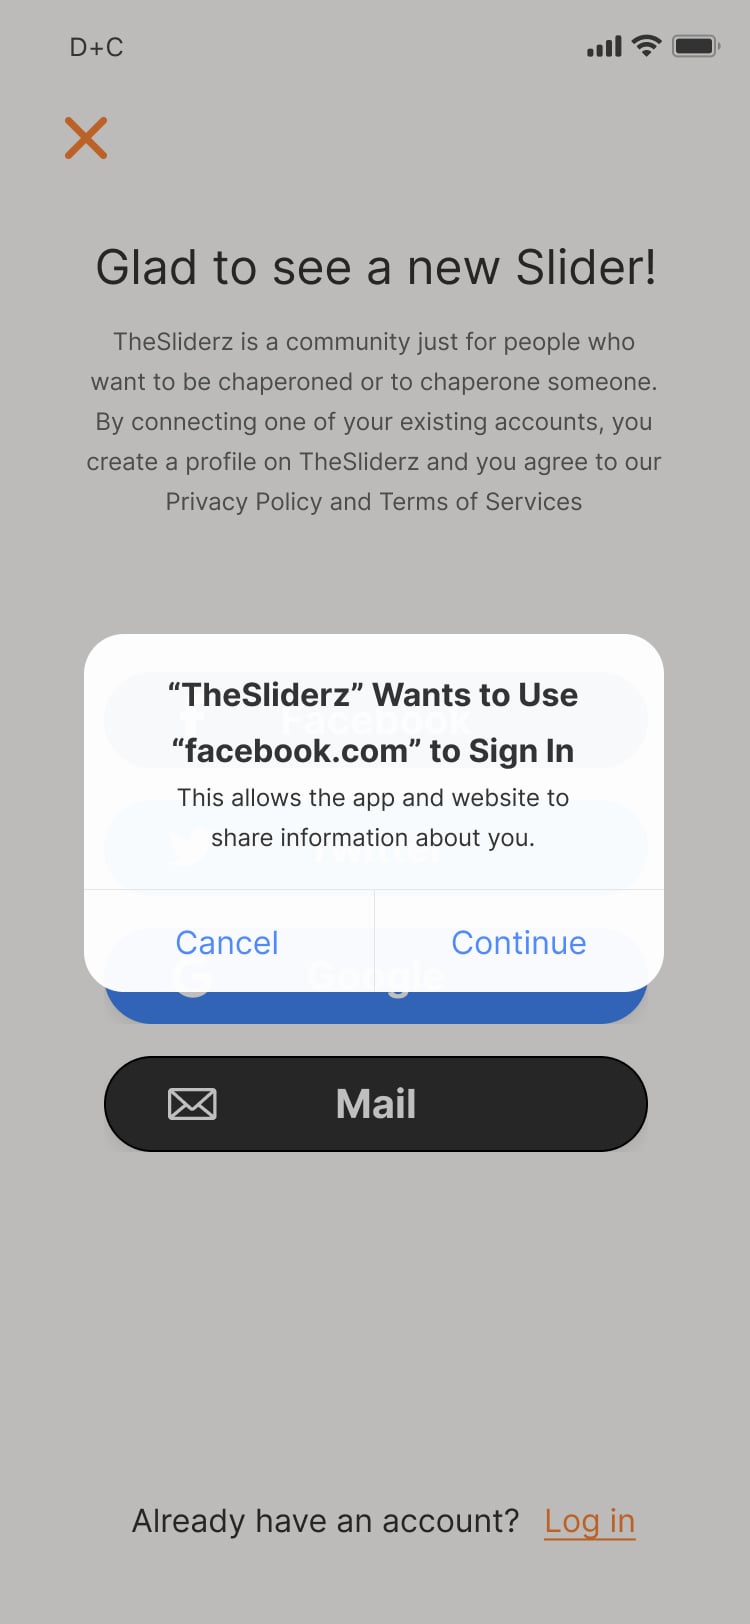 D+C
Glad to see a new Slider!
TheSliderz is a community just for people who
want to be chaperoned or to chaperone someone.
By connecting one of your existing accounts, you
create a profile on TheSliderz and you agree to our
Privacy Policy and Terms of Services
“TheSliderz” Wants to Use
Facebook
“facebook.com” to Sign In
This allows the app and website to
share information about you.
Twitter
Cancel
Continue
Google
Mail
Already have an account? Log in